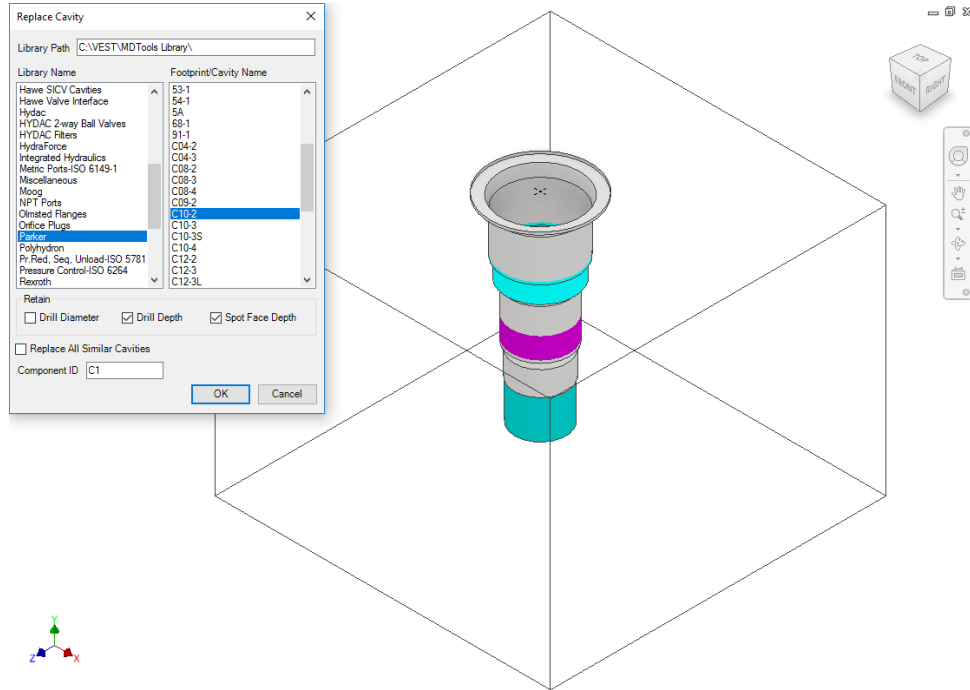 Replace Cavity
Library Path C:\VEST\MDTools Library\
Library Name
Hawe SICV Cavities
Hawe Valve Interface
Hydac
HYDAC 2-way Ball Valves
HYDAC Filters
HydraForce
Integrated Hydraulics
Metric Ports-ISO 6149-1
Miscellaneous
Moog
NPT Ports
Olmsted Flanges
Orifice Plugs
Parker
Polyhydron
Pr.Red, Seq, Unload-ISO 5781
Pressure Control-ISO 6264
Rexroth
Footprint/Cavity Name
53-1
54-1
5A
68-1
91-1
C04-2
C04-3
C08-2
C08-3
C08-4
C09-2
C10-2
C10-3
C10-3S
C10-4
C12-2
C12-3
C12-3L
Retain
Drill Diameter Drill Depth Spot Face Depth
Replace All Similar Cavities
Component ID C1
OK Cancel
TOP
FRONT RIGHT
Y
Z X